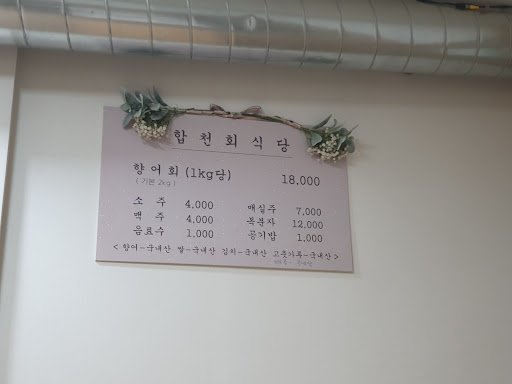 합천회식당
향어회 (1kg당) 18,000
( 기본 2kg )
소 주 4,000 매실주 7,000
맥 주 4,000 복분자 12,000
음료수 1,000 공기밥 1,000
< 향어-국내산 쌀-국내산 김치-국내산 고춧가루-국내산 >